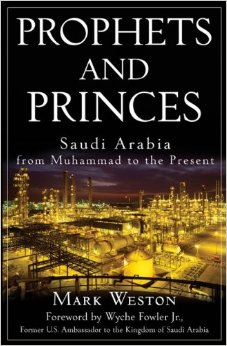 PROPHETS
AND
PRINCES
Saudi Arabia
from Muhammad to the Present
MARK WESTON
Foreword by Wyche Fowler Jr.,
Former U.S. Ambassador to the Kingdom of Saudi Arabia